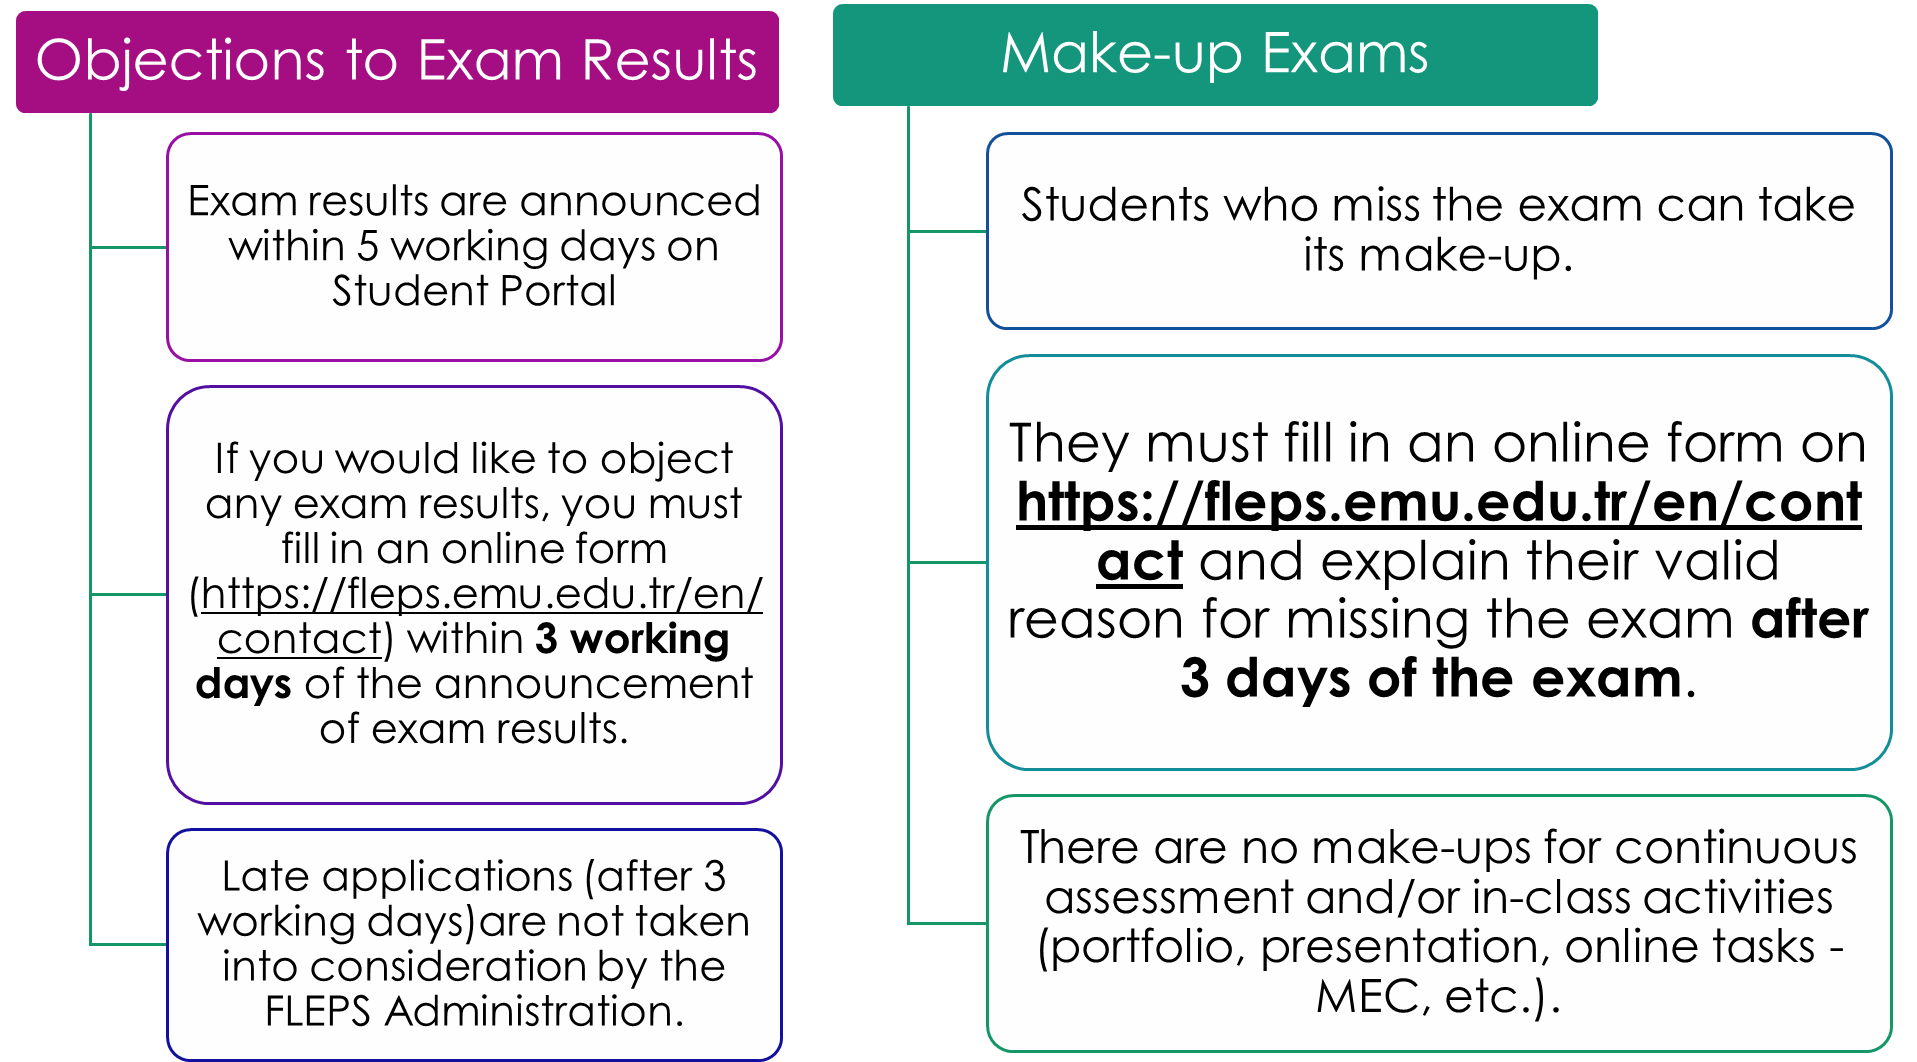 Objections to Exam Results
Exam results are announced
within 5 working days on
Student Portal
If you would like to object
any exam results, you must
fill in an online form
(https://fleps.emu.edu.tr/en/
contact) within 3 working
days of the announcement
of exam results.
Late applications (after 3
working days)are not taken
into consideration by the
FLEPS Administration.
Make-up Exams
Students who miss the exam can take
its make-up.
They must fill in an online form on
https://fleps.emu.edu.tr/en/cont
act and explain their valid
reason for missing the exam after
3 days of the exam.
There are no make-ups for continuous
assessment and/or in-class activities
(portfolio, presentation, online tasks -
MEC, etc.).